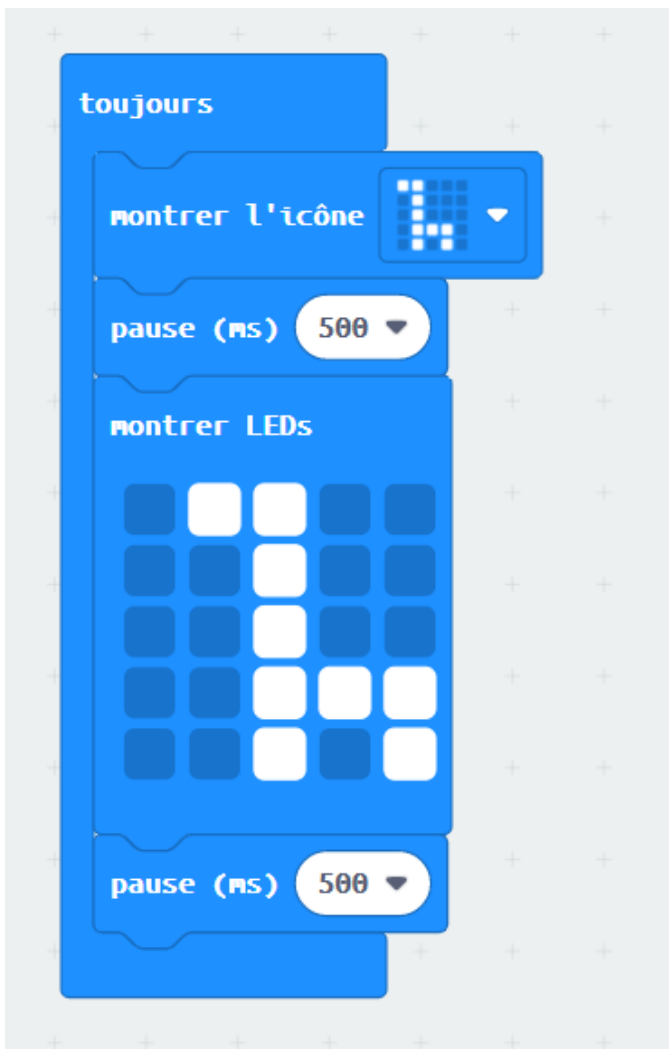 toujours
montrer l'icône
pause (ms) 500
montrer LEDs
pause (ms) 500